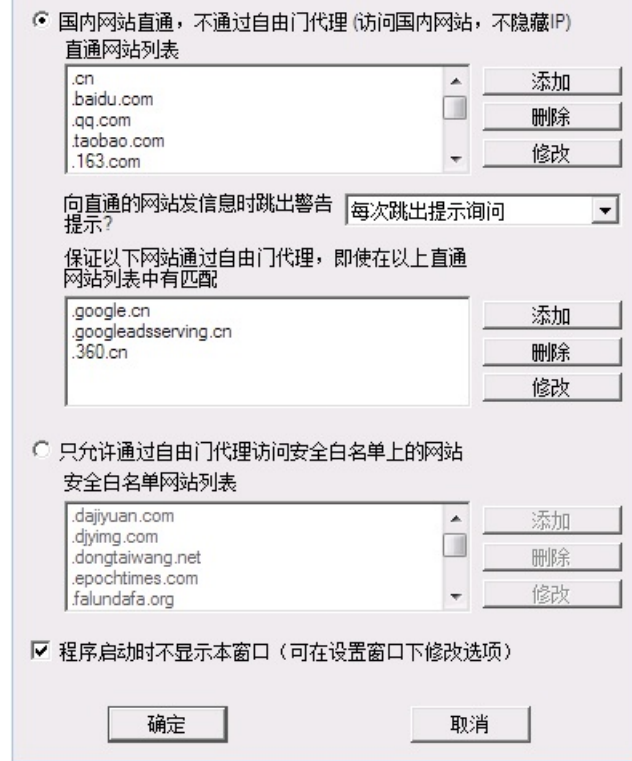 国内网站直通，不通过自由门代理 (访问国内网站，不隐藏IP)
直通网站列表
.cn
.baidu.com
.qq.com
.taobao.com
.163.com
添加
删除
修改
向直通的网站发信息时跳出警告
提示?
每次跳出提示询问
保证以下网站通过自由门代理，即使在以上直通
网站列表中有匹配
.google.cn
.googleadsserving.cn
.360.cn
添加
删除
修改
只允许通过自由门代理访问安全白名单上的网站
安全白名单网站列表
.dajiyuan.com
.djyimg.com
.dongtaiwang.net
.epochtimes.com
.falundafa.org
添加
删除
修改
程序启动时不显示本窗口（可在设置窗口下修改选项）
确定
取消